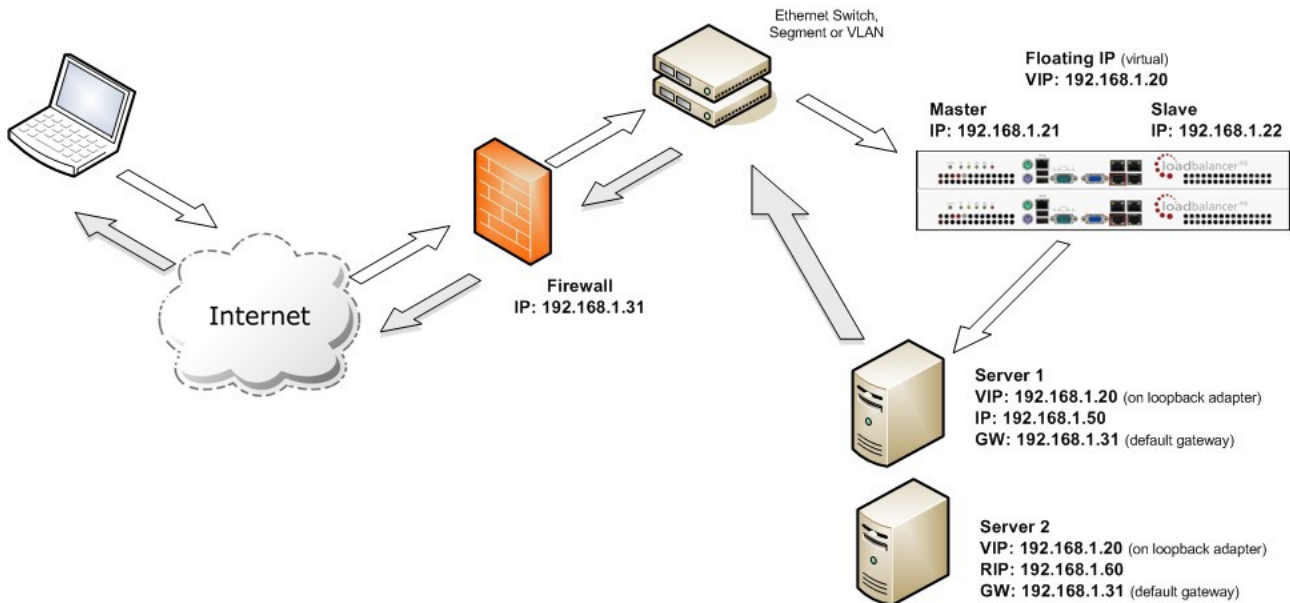 Ethernet Switch,
Segment or VLAN
Floating IP (virtual)
VIP: 192.168.1.20
Master
IP: 192.168.1.21
Slave
IP: 192.168.1.22
loadbalancer
loadbalancer
Internet
Firewall
IP: 192.168.1.31
Server 1
VIP: 192.168.1.20 (on loopback adapter)
IP: 192.168.1.50
GW: 192.168.1.31 (default gateway)
Server 2
VIP: 192.168.1.20 (on loopback adapter)
RIP: 192.168.1.60
GW: 192.168.1.31 (default gateway)